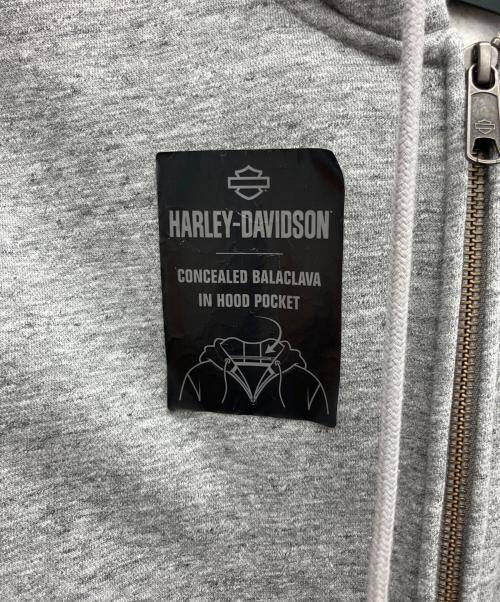 HARLEY-DAVIDSON
CONCEALED BALACLAVA
IN HOOD POCKET